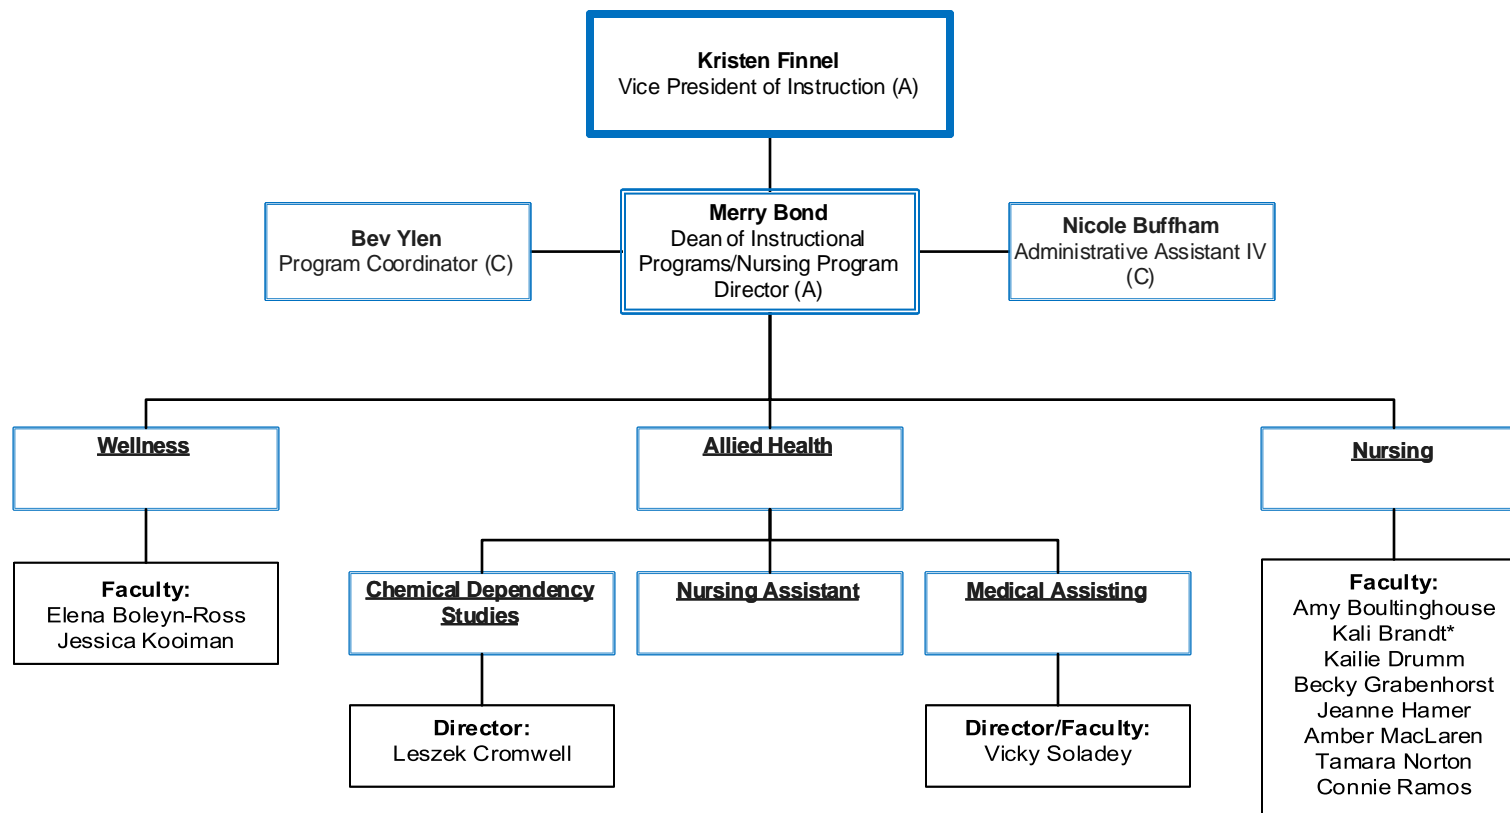 Kristen Finnel
Vice President of Instruction (A)
Bev Ylen
Program Coordinator (C)
Merry Bond
Dean of Instructional
Programs/Nursing Program
Director (A)
Nicole Buffham
Administrative Assistant IV
(C)
Wellness
Allied Health
Nursing
Faculty:
Elena Boleyn-Ross
Jessica Kooiman
Chemical Dependency
Studies
Nursing Assistant
Medical Assisting
Director:
Leszek Cromwell
Director/Faculty:
Vicky Soladey
Faculty:
Amy Boultinghouse
Kali Brandt*
Kailie Drumm
Becky Grabenhorst
Jeanne Hamer
Amber MacLaren
Tamara Norton
Connie Ramos